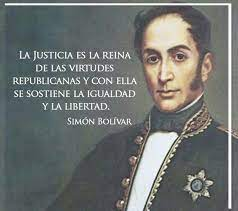 La Justicia es la reina
de las virtudes
republicanas y con ella
se sostiene la igualdad
y la libertad.
Simón Bolívar